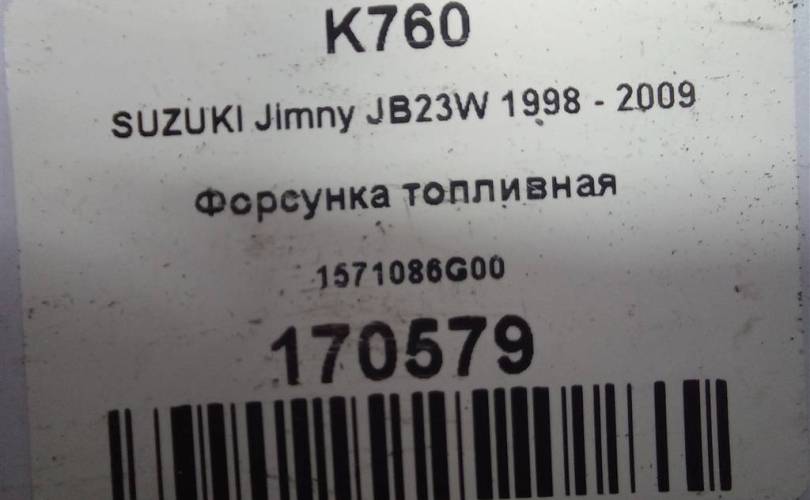 K760
SUZUKI Jimny JB23W 1998 - 2009
Форсунка топливная
1571086G00
170579